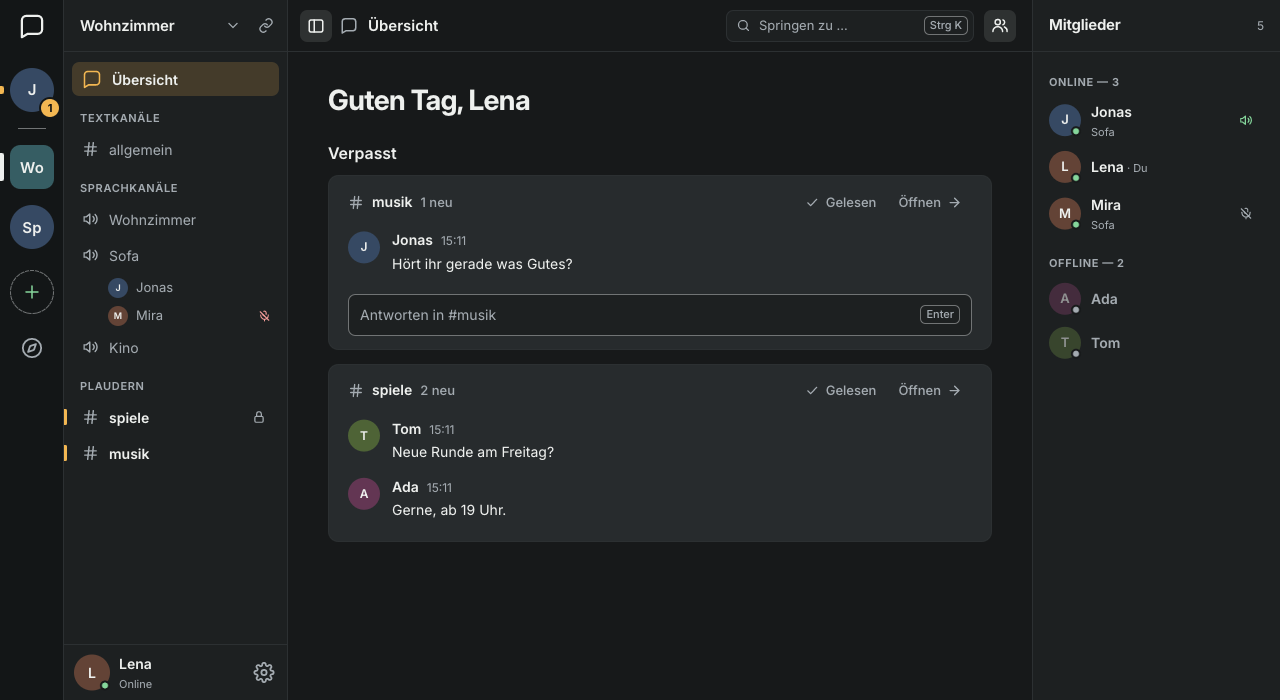 J
1
Wo
Sp
Wohnzimmer
Übersicht
TEXTKANÄLE
allgemein
SPRACHKANÄLE
Wohnzimmer
Sofa
J Jonas
M Mira
Kino
PLAUDERN
spiele
musik
L Lena
Online
Übersicht
Springen zu ... Strg K
Guten Tag, Lena
Verpasst
musik 1 neu Gelesen Öffnen
J Jonas 15:11
Hört ihr gerade was Gutes?
Antworten in #musik Enter
spiele 2 neu Gelesen Öffnen
T Tom 15:11
Neue Runde am Freitag?
A Ada 15:11
Gerne, ab 19 Uhr.
Mitglieder 5
ONLINE — 3
J Jonas
Sofa
L Lena · Du
M Mira
Sofa
OFFLINE — 2
A Ada
T Tom